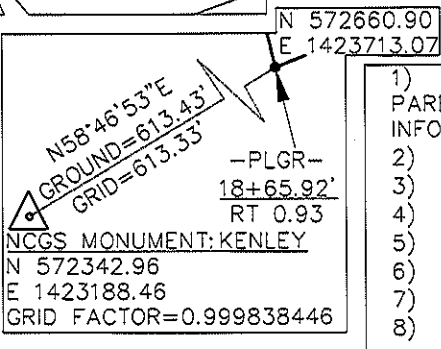 N 572660.90
E 1423713.07
N58°46'53"E
GROUND=613.43'
GRID=613.33'
-PLGR-
18+65.92'
RT 0.93
NCGS MONUMENT: KENLEY
N 572342.96
E 1423188.46
GRID FACTOR=0.999838446
1)
INFO
2)
3)
4)
5)
6)
7)
8)